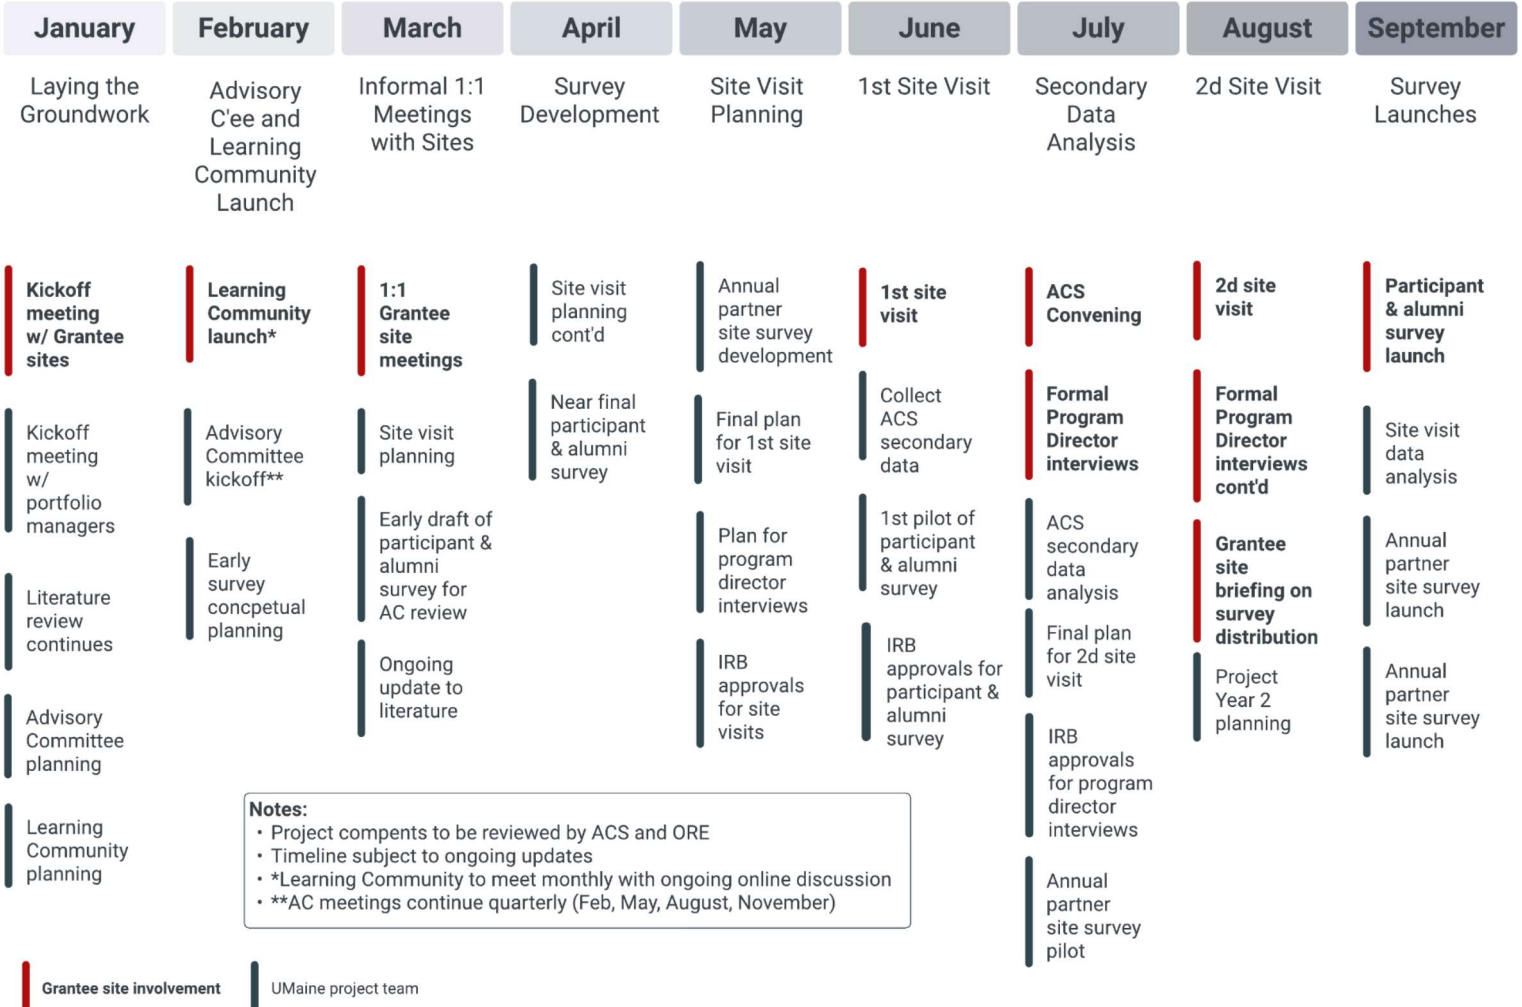 January
February
March
April
May
June
July
August
September
Laying the
Groundwork
Advisory
C'ee and
Learning
Community
Launch
Informal 1:1
Meetings
with Sites
Survey
Development
Site Visit
Planning
1st Site Visit
Secondary
Data
Analysis
2d Site Visit
Survey
Launches
Kickoff
meeting
w/ Grantee
sites
Kickoff
meeting
w/
portfolio
managers
Literature
review
continues
Advisory
Committee
planning
Learning
Community
planning
Learning
Community
launch*
Advisory
Committee
kickoff**
Early
survey
concpetual
planning
1:1
Grantee
site
meetings
Site visit
planning
Early draft of
participant &
alumni
survey for
AC review
Ongoing
update to
literature
Site visit
planning
cont'd
Near final
participant
& alumni
survey
Annual
partner
site survey
development
Final plan
for 1st site
visit
Plan for
program
director
interviews
IRB
approvals
for site
visits
1st site
visit
Collect
ACS
secondary
data
1st pilot of
participant
& alumni
survey
IRB
approvals for
participant &
alumni
survey
ACS
Convening
Formal
Program
Director
interviews
ACS
secondary
data
analysis
Final plan
for 2d site
visit
IRB
approvals
for program
director
interviews
Annual
partner
site survey
pilot
2d site
visit
Formal
Program
Director
interviews
cont'd
Grantee
site
briefing on
survey
distribution
Project
Year 2
planning
Participant
& alumni
survey
launch
Site visit
data
analysis
Annual
partner
site survey
launch
Annual
partner
site survey
launch
Notes:
• Project compents to be reviewed by ACS and ORE
• Timeline subject to ongoing updates
• *Learning Community to meet monthly with ongoing online discussion
• **AC meetings continue quarterly (Feb, May, August, November)
Grantee site involvement
UMaine project team